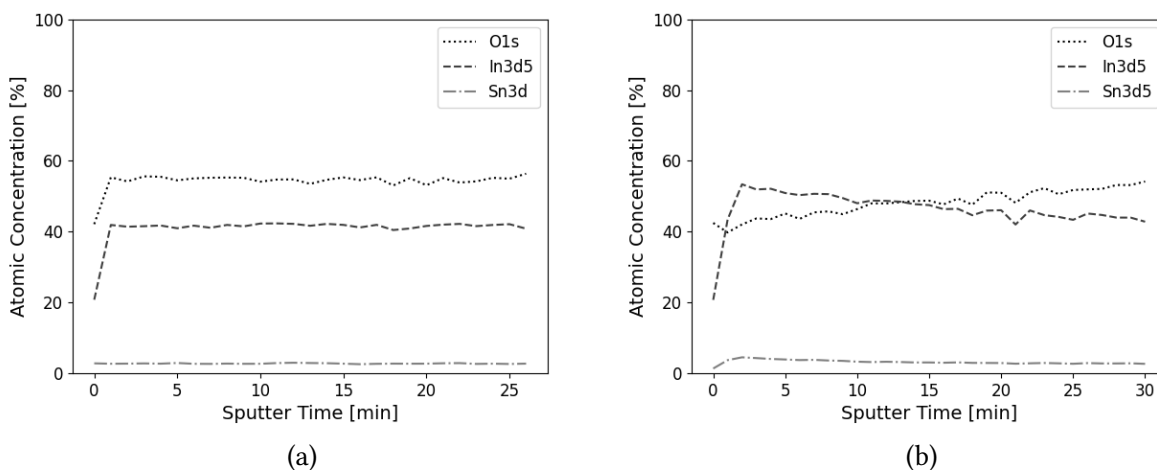 100
80
60
40
20
0
Atomic Concentration [%]
O1s
In3d5
Sn3d
0 5 10 15 20 25
Sputter Time [min]
(a)
100
80
60
40
20
0
Atomic Concentration [%]
O1s
In3d5
Sn3d5
0 5 10 15 20 25 30
Sputter Time [min]
(b)